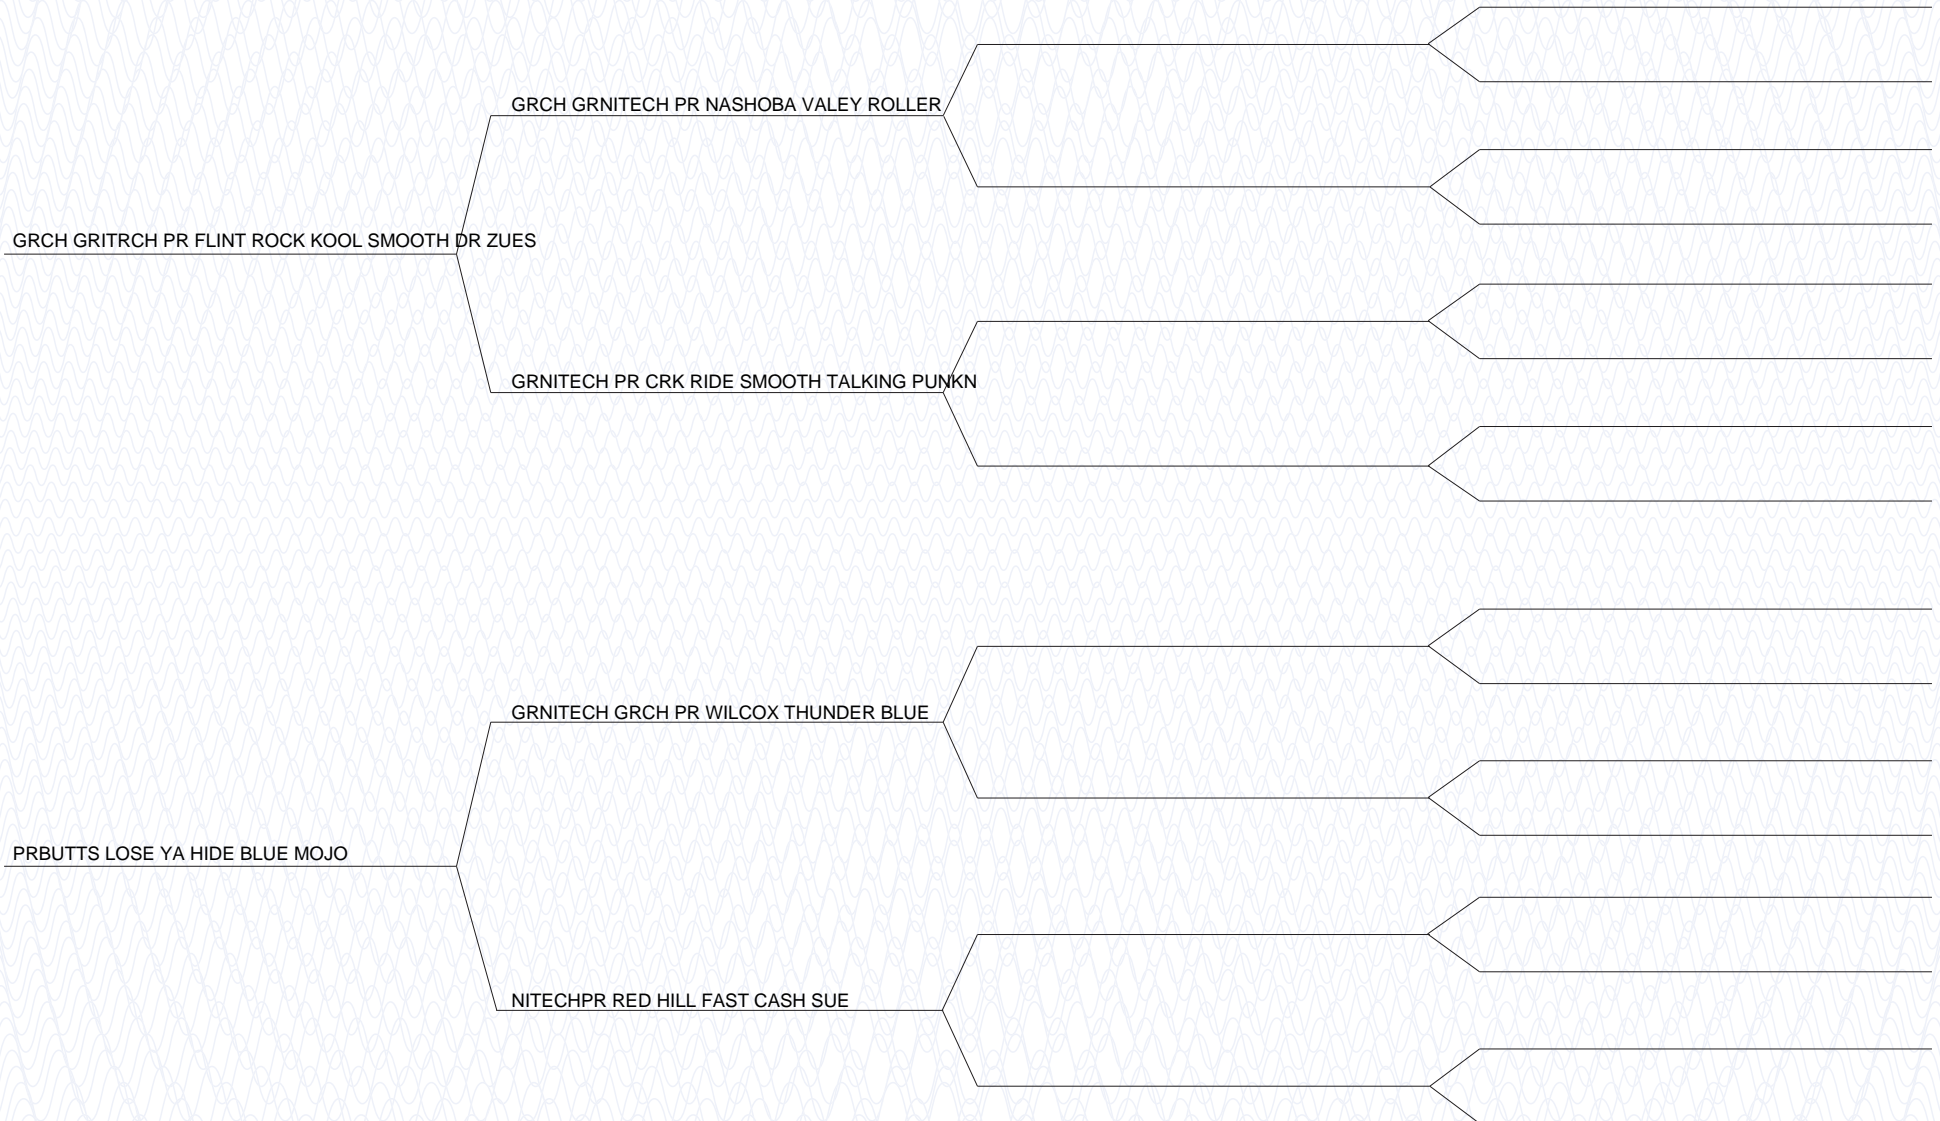 GRCH GRNITECH PR NASHOBA VALEY ROLLER
GRCH GRITRCH PR FLINT ROCK KOOL SMOOTH DR ZUES
GRNITECH PR CRK RIDE SMOOTH TALKING PUNKN
GRNITECH GRCH PR WILCOX THUNDER BLUE
PRBUTTS LOSE YA HIDE BLUE MOJO
NITECHPR RED HILL FAST CASH SUE